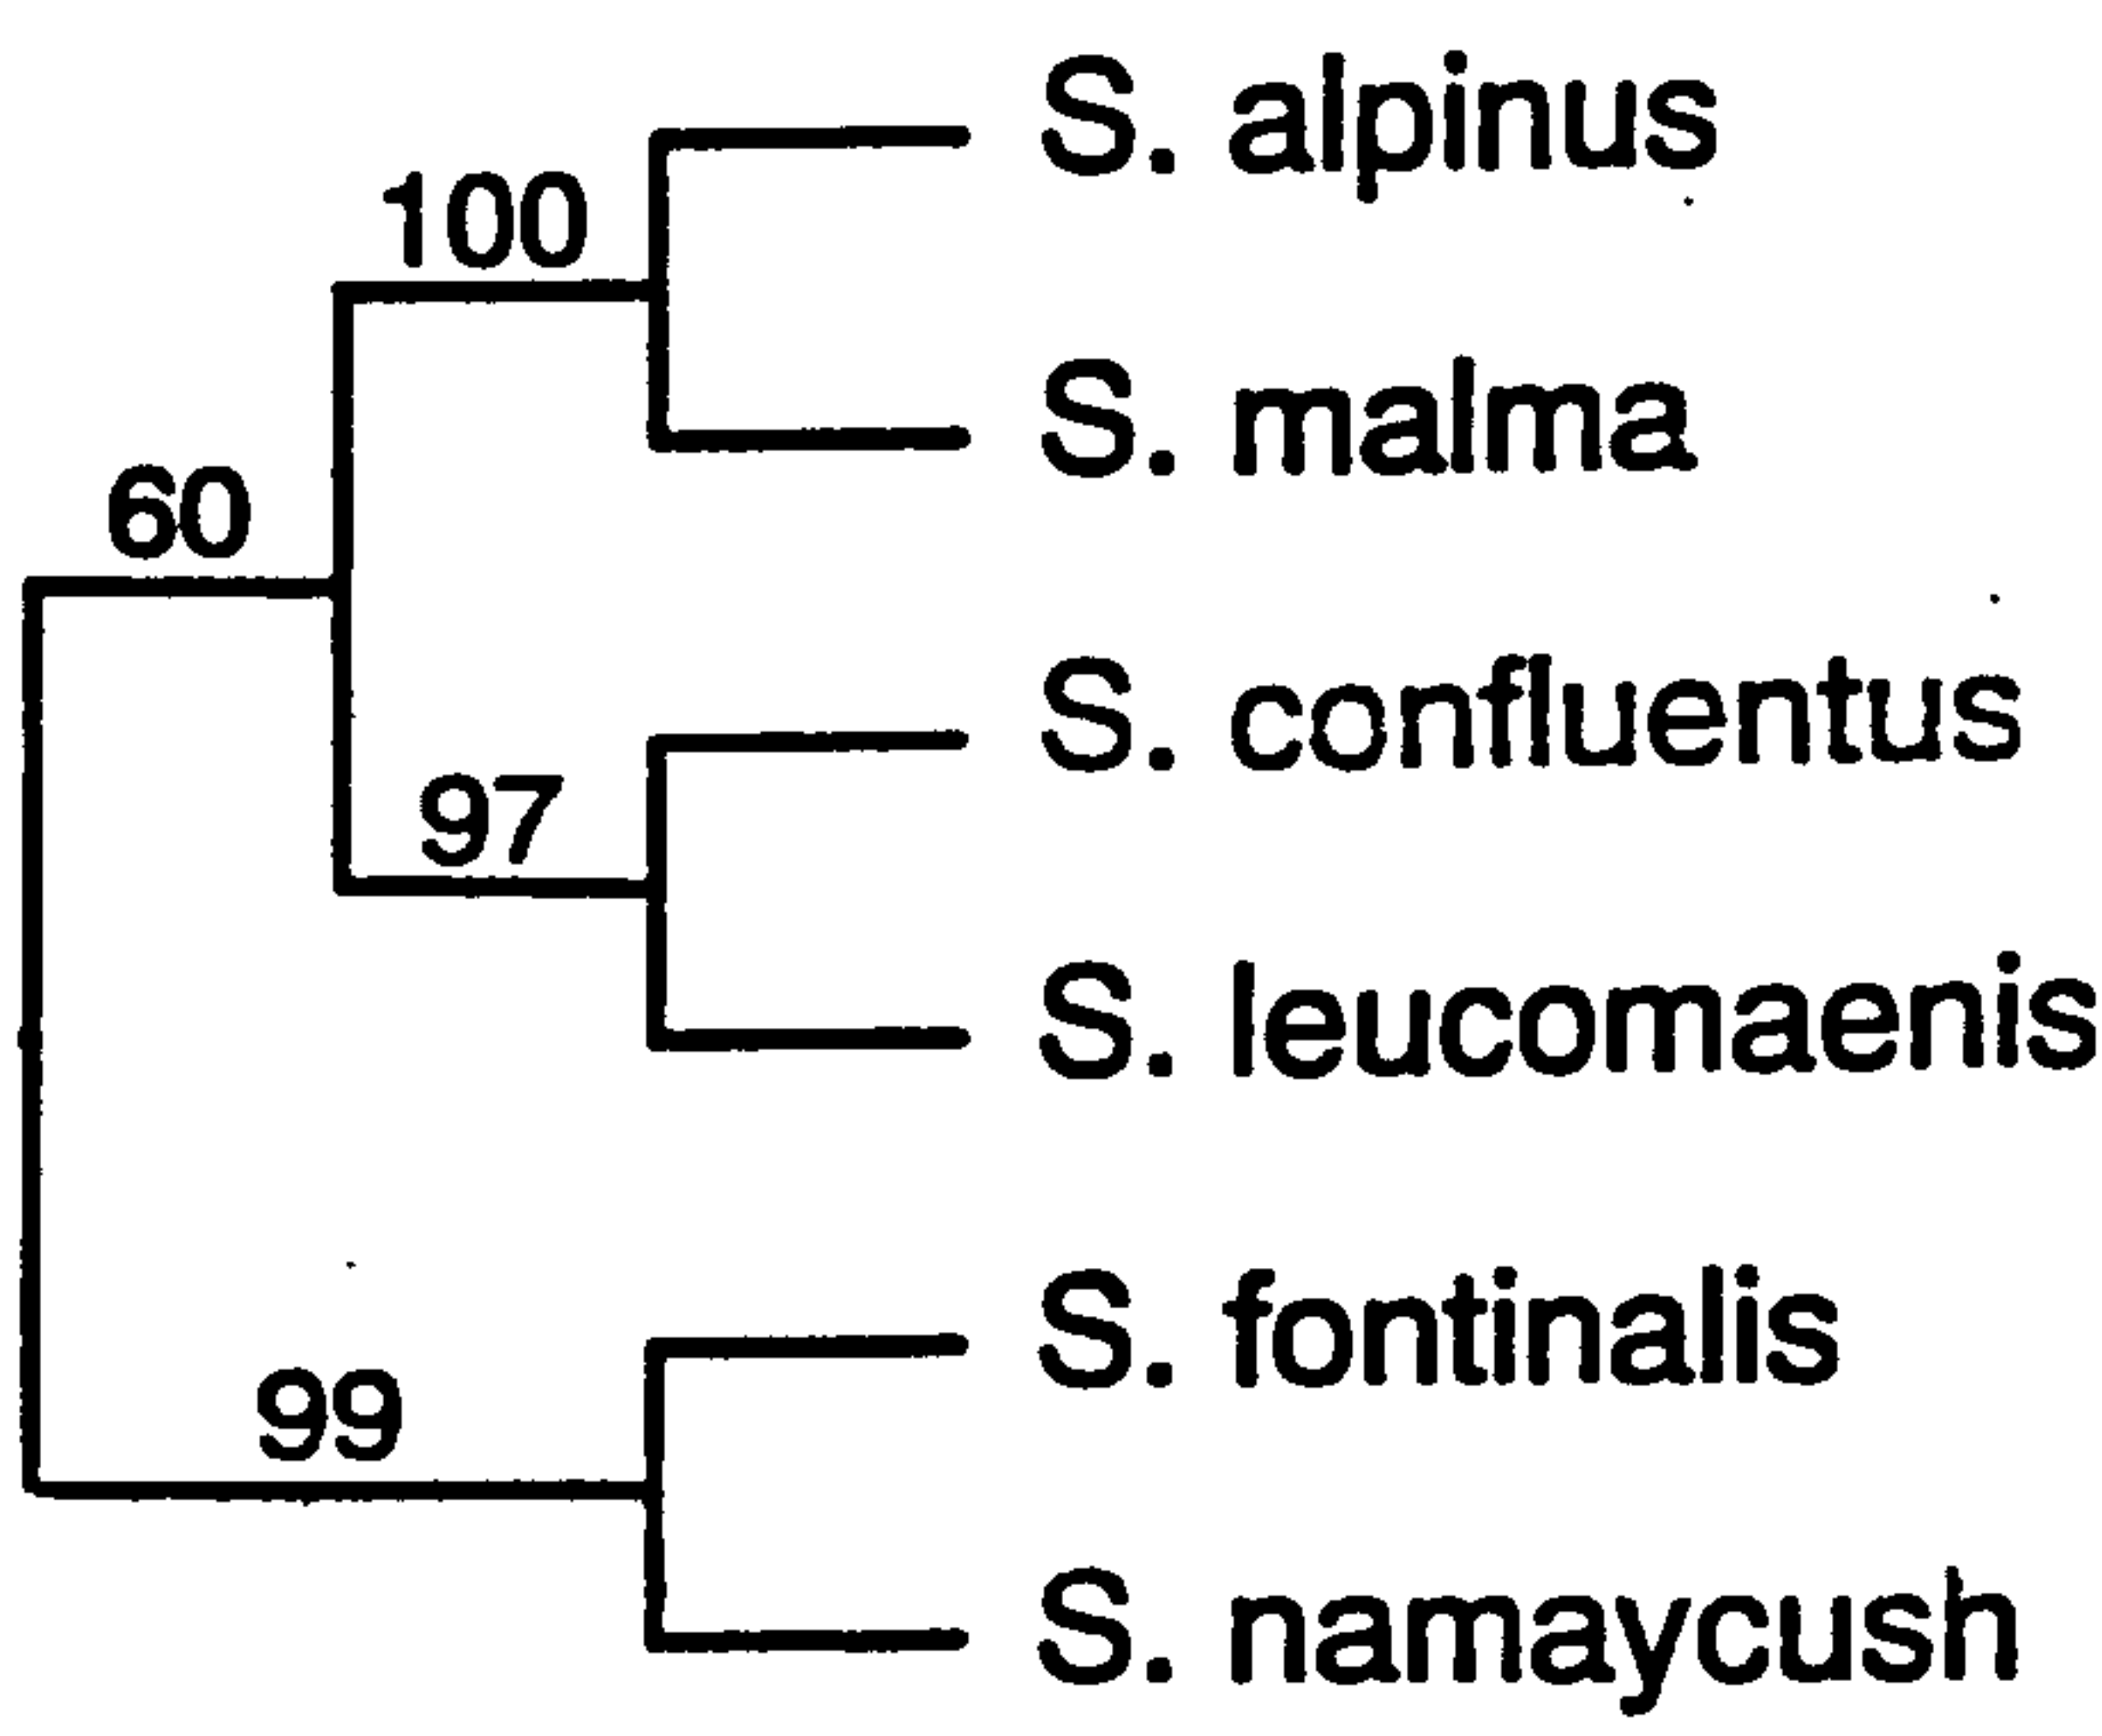 S. alpinus
100
S. malma
60
S. confluentus
97
S. leucomaenis
S. fontinalis
99
S. namaycush